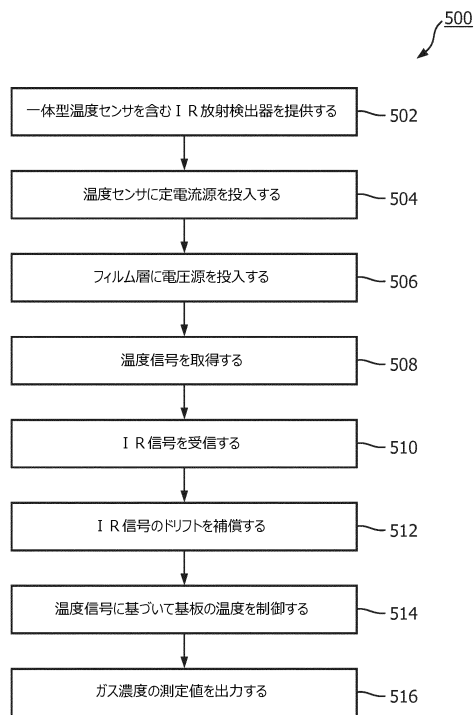 500
一体型温度センサを含むＩＲ放射検出器を提供する
502
温度センサに定電流源を投入する
504
フィルム層に電圧源を投入する
506
温度信号を取得する
508
ＩＲ信号を受信する
510
ＩＲ信号のドリフトを補償する
512
温度信号に基づいて基板の温度を制御する
514
ガス濃度の測定値を出力する
516